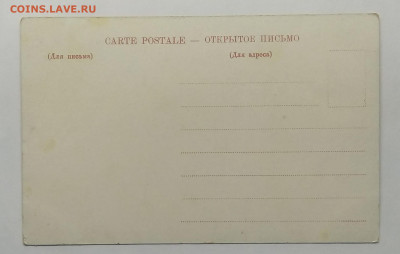 COINS.LAVE.RU
CARTE POSTALE — ОТКРЫТОЕ ПИСЬМО
(Для письма) (Для адреса)